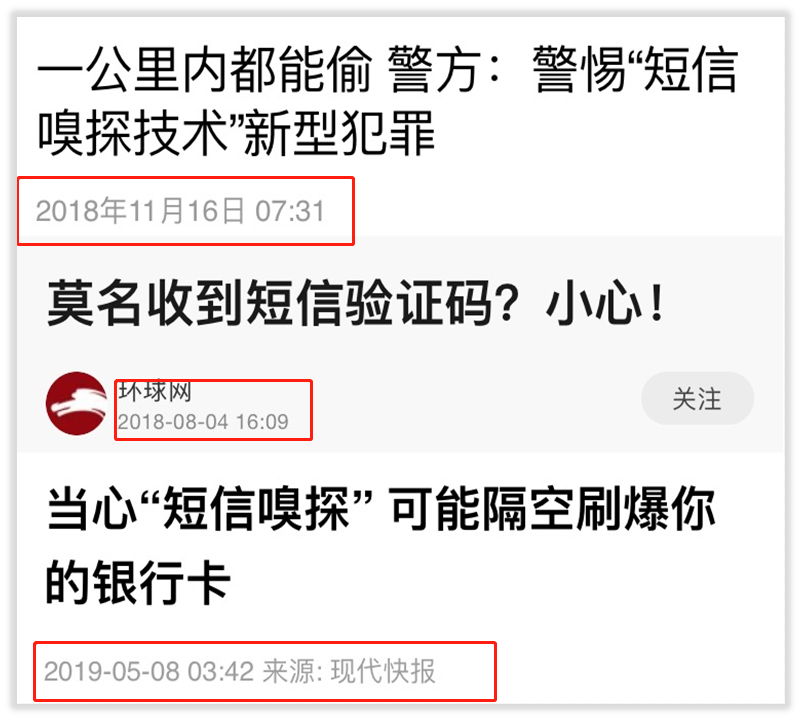 一公里内都能偷 警方：警惕“短信
嗅探技术”新型犯罪
2018年11月16日 07:31
莫名收到短信验证码？小心！
环球网
2018-08-04 16:09
关注
当心“短信嗅探” 可能隔空刷爆你
的银行卡
2019-05-08 03:42 来源: 现代快报